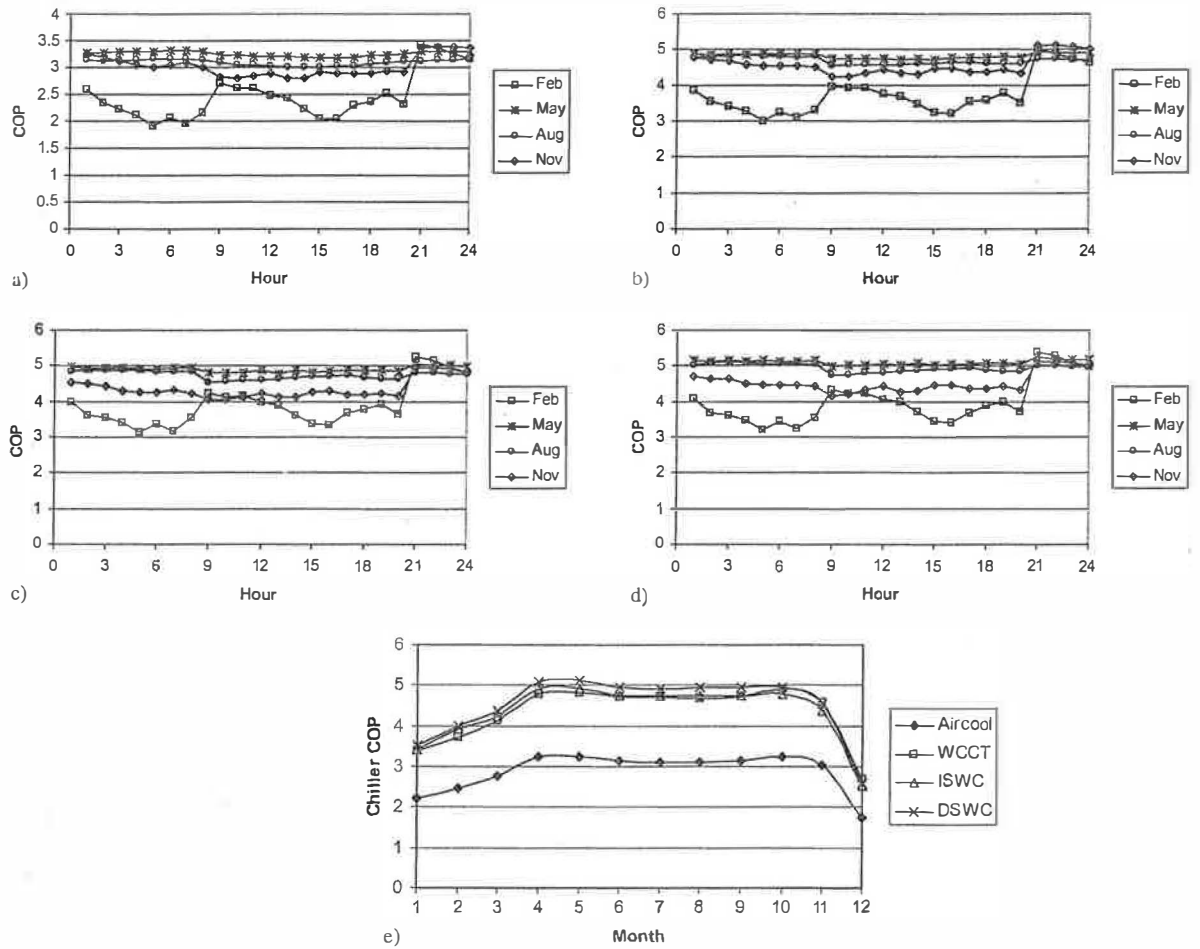 4
3.5
3
2.5
2
1.5
1
0.5
0
COP
0 3 6 9 12 15 18 21 24
Hour
a)
Feb
May
Aug
Nov
6
5
4
3
2
1
0
COP
0 3 6 9 12 15 18 21 24
Hour
b)
Feb
May
Aug
Nov
6
5
4
3
2
1
0
COP
0 3 6 9 12 15 18 21 24
Hour
c)
Feb
May
Aug
Nov
6
5
4
3
2
1
0
COP
0 3 6 9 12 15 18 21 24
Hour
d)
Feb
May
Aug
Nov
6
5
4
3
2
1
0
Chiller COP
1 2 3 4 5 6 7 8 9 10 11 12
Month
e)
Aircool
WCCT
ISWC
DSWC